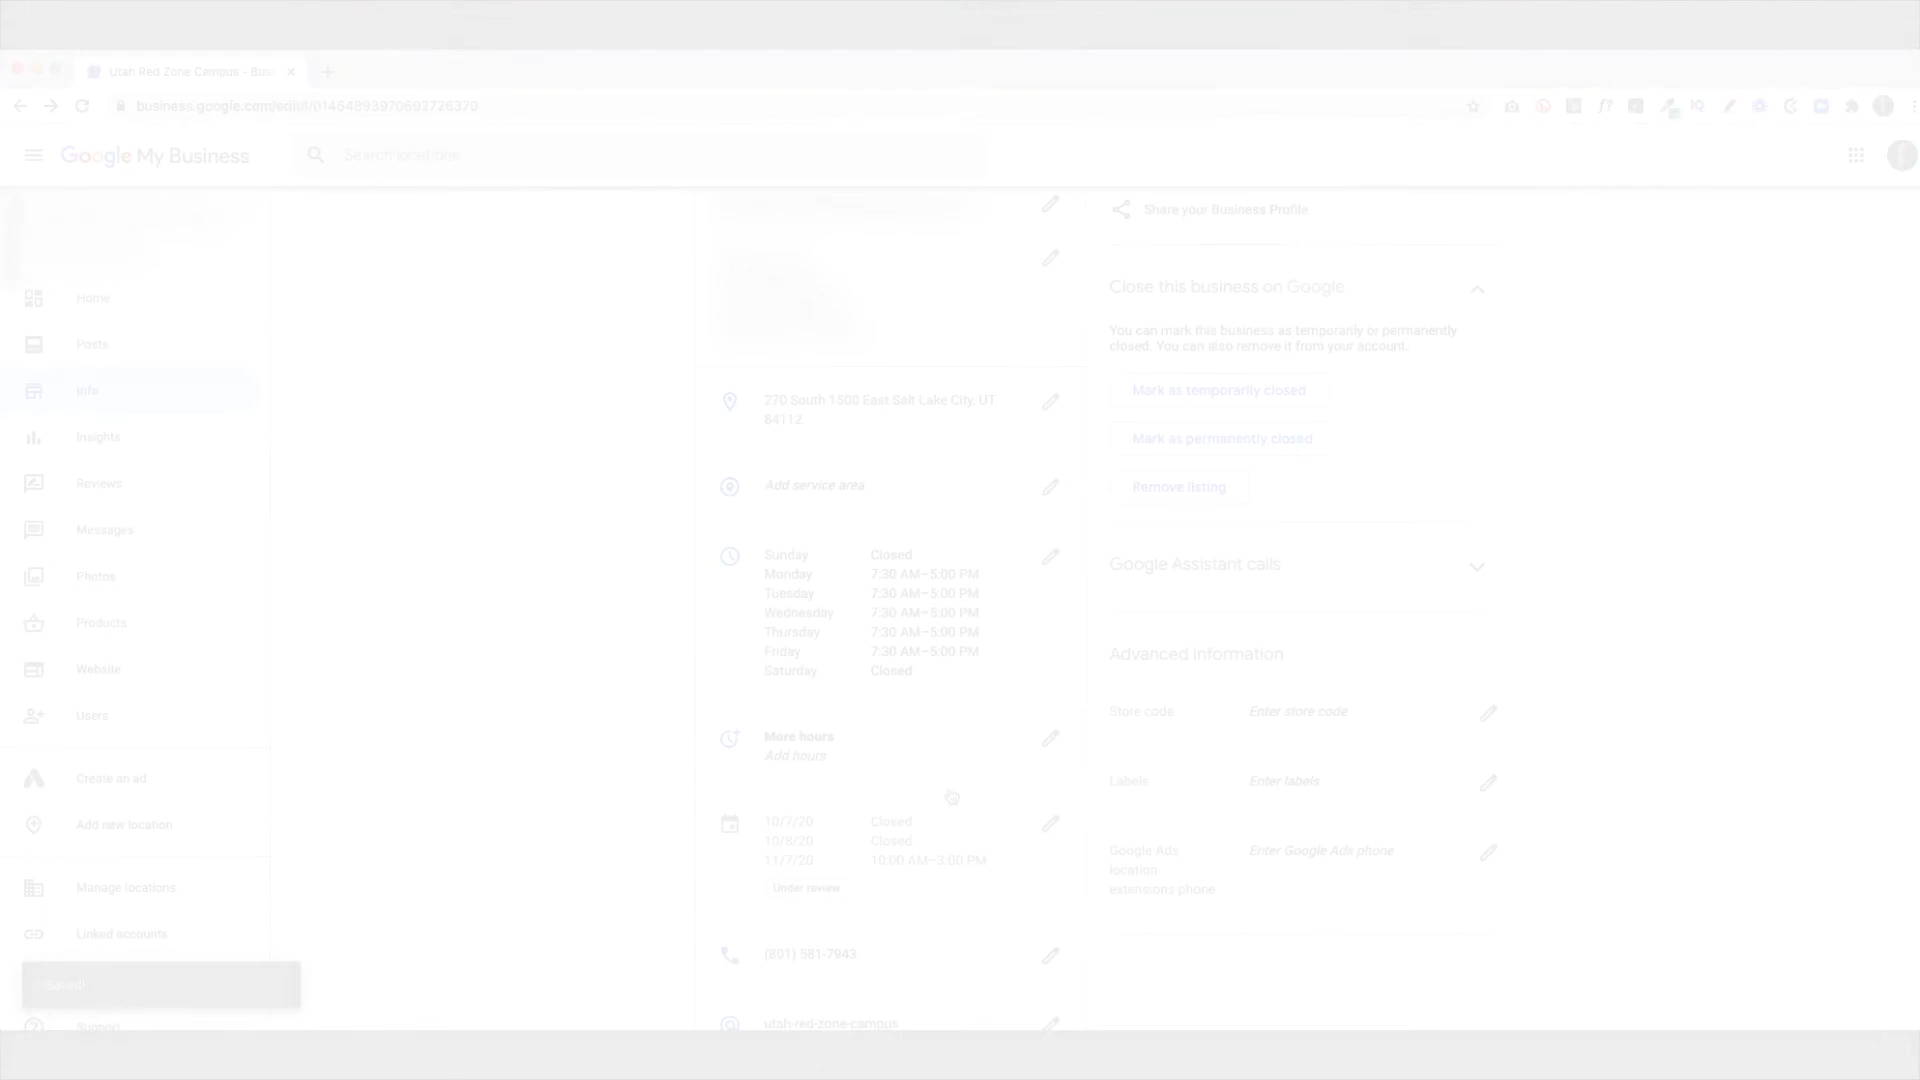 Utah Red Zone Campus - Busi
business.google.com/edit/l/01464893970692726370
Google My Business
Search locations
Home
Posts
Info
Insights
Reviews
Messages
Photos
Products
Website
Users
Create an ad
Add new location
Manage locations
Linked accounts
Saved!
Support
270 South 1500 East Salt Lake City, UT
84112
Add service area
Sunday Closed
Monday 7:30 AM–5:00 PM
Tuesday 7:30 AM–5:00 PM
Wednesday 7:30 AM–5:00 PM
Thursday 7:30 AM–5:00 PM
Friday 7:30 AM–5:00 PM
Saturday Closed
More hours
Add hours
10/7/20 Closed
10/8/20 Closed
11/7/20 10:00 AM–3:00 PM
Under review
(801) 581-7943
utah-red-zone-campus
Share your Business Profile
Close this business on Google
You can mark this business as temporarily or permanently
closed. You can also remove it from your account.
Mark as temporarily closed
Mark as permanently closed
Remove listing
Google Assistant calls
Advanced information
Store code Enter store code
Labels Enter labels
Google Ads Enter Google Ads phone
location
extensions phone